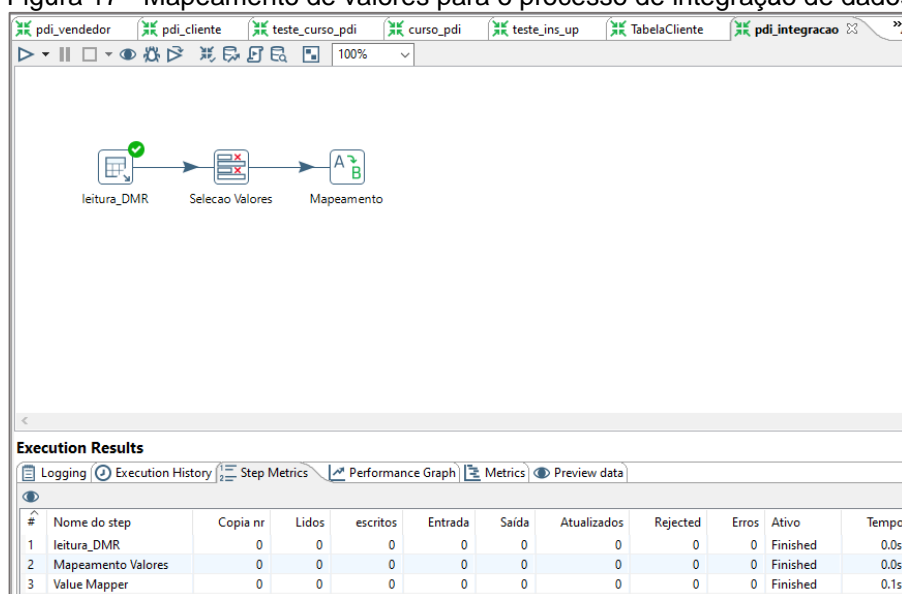 Figura 17 - Mapeamento de valores para o processo de integração de dados
pdi_vendedor pdi_cliente teste_curso_pdi curso_pdi teste_ins_up TabelaCliente pdi_integracao
100%
A
B
leitura_DMR Selecao Valores Mapeamento
Execution Results
Logging Execution History Step Metrics Performance Graph Metrics Preview data
# Nome do step Copia nr Lidos escritos Entrada Saída Atualizados Rejected Erros Ativo Tempo
1 leitura_DMR 0 0 0 0 0 0 0 0 Finished 0.0s
2 Mapeamento Valores 0 0 0 0 0 0 0 0 Finished 0.0s
3 Value Mapper 0 0 0 0 0 0 0 0 Finished 0.1s